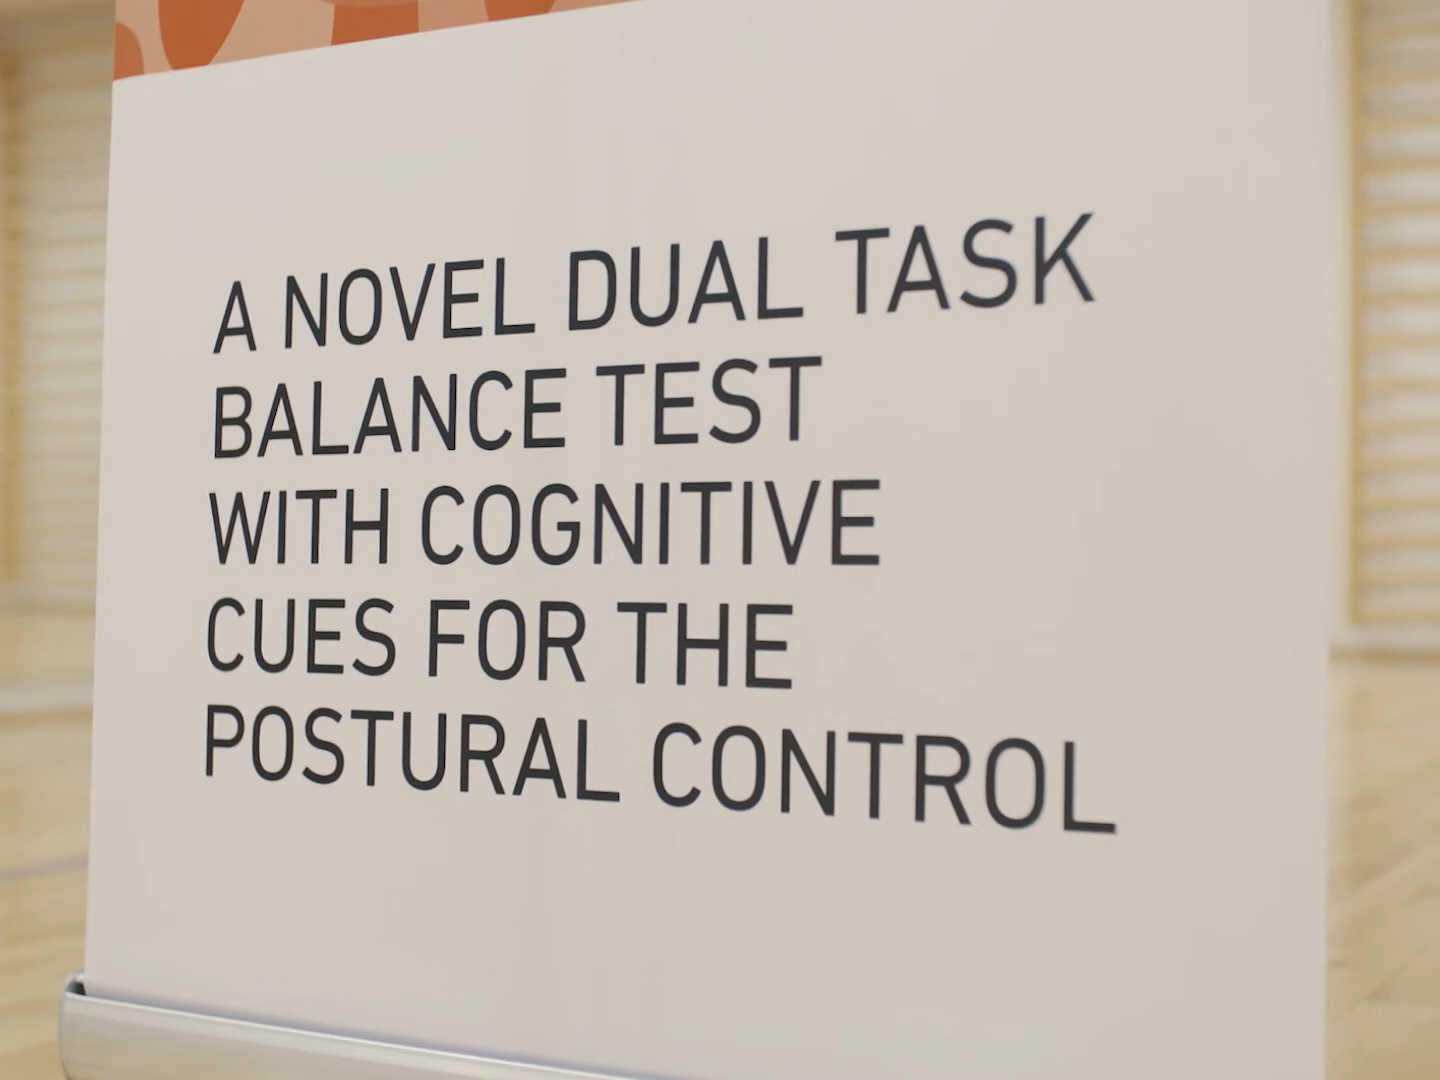 A NOVEL DUAL TASK
BALANCE TEST
WITH COGNITIVE
CUES FOR THE
POSTURAL CONTROL